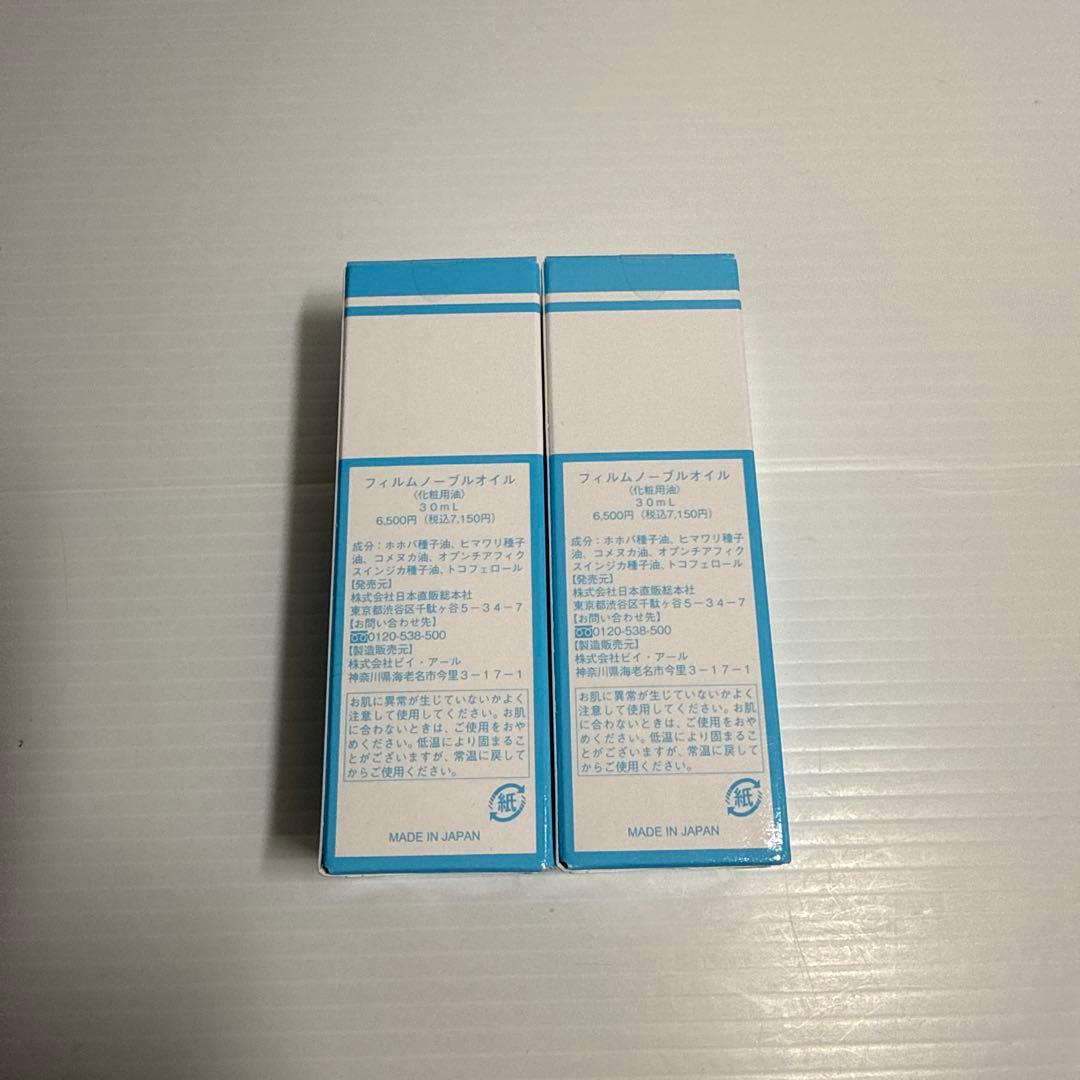 フィルムノーブルオイル
〈化粧用油〉
30mL
6,500円（税込7,150円）
成分：ホホバ種子油、ヒマワリ種子
油、コメヌカ油、オプンチアフィク
スインジカ種子油、トコフェロール
【発売元】
株式会社日本直販総本社
東京都渋谷区千駄ヶ谷5－34－7
【お問い合わせ先】
0120-538-500
【製造販売元】
株式会社ビイ・アール
神奈川県海老名市今里3－17－1
お肌に異常が生じていないかよく
注意して使用してください。お肌
に合わないときは、ご使用をおや
めください。低温により固まるこ
とがございますが、常温に戻して
からご使用ください。
紙
MADE IN JAPAN
フィルムノーブルオイル
〈化粧用油〉
30mL
6,500円（税込7,150円）
成分：ホホバ種子油、ヒマワリ種子
油、コメヌカ油、オプンチアフィク
スインジカ種子油、トコフェロール
【発売元】
株式会社日本直販総本社
東京都渋谷区千駄ヶ谷5－34－7
【お問い合わせ先】
0120-538-500
【製造販売元】
株式会社ビイ・アール
神奈川県海老名市今里3－17－1
お肌に異常が生じていないかよく
注意して使用してください。お肌
に合わないときは、ご使用をおや
めください。低温により固まるこ
とがございますが、常温に戻して
からご使用ください。
紙
MADE IN JAPAN